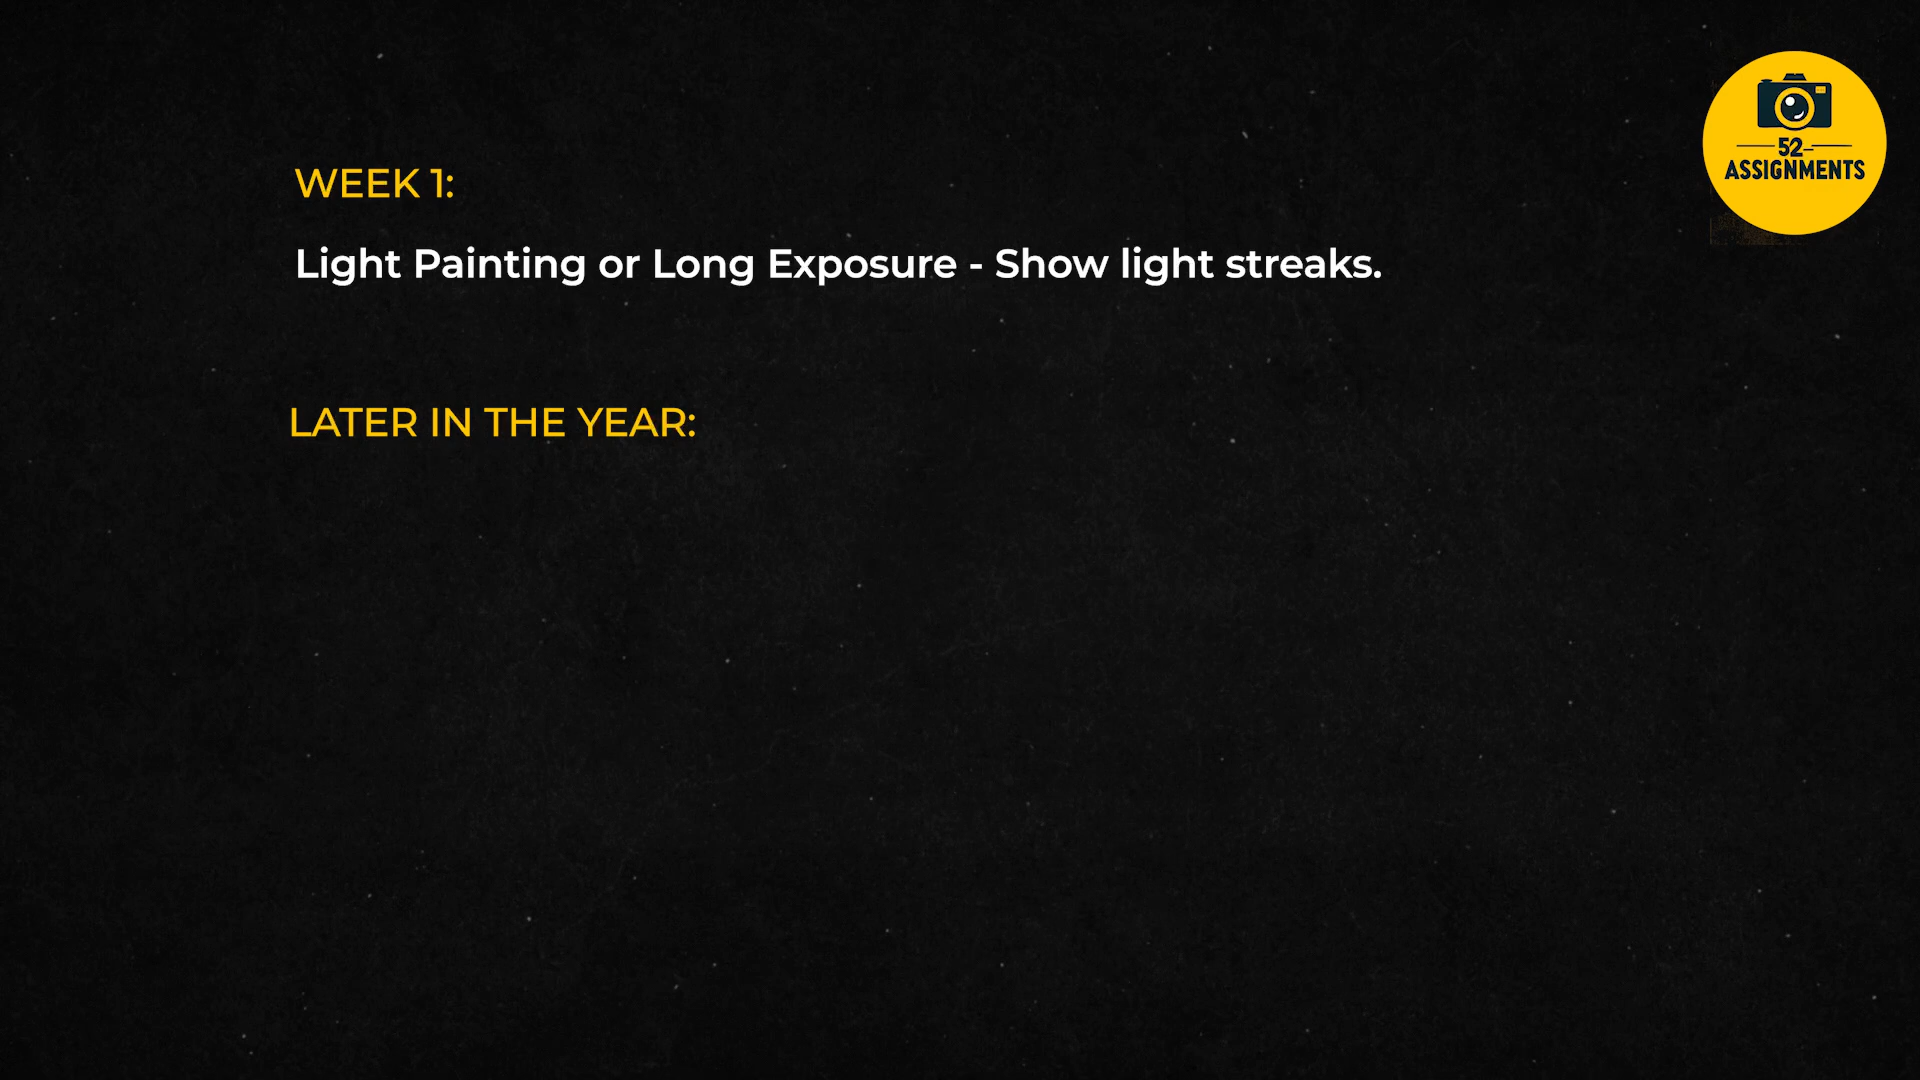 WEEK 1:
Light Painting or Long Exposure - Show light streaks.
LATER IN THE YEAR:
52
ASSIGNMENTS